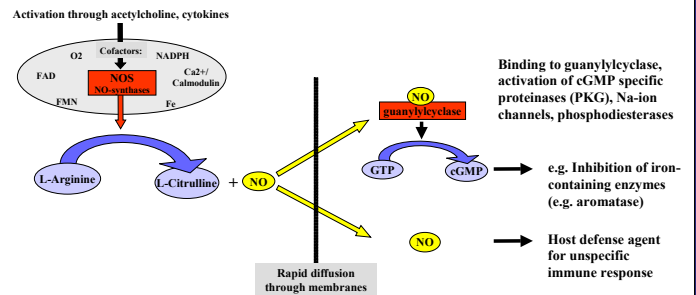 Activation through acetylcholine, cytokines
Cofactors:
O2
NADPH
FAD
NOS
NO-synthases
Ca2+/
Calmodulin
FMN
Fe
L-Arginine
L-Citrulline
+
NO
Rapid diffusion
through membranes
NO
guanylylcyclase
GTP
cGMP
NO
Binding to guanylylcyclase,
activation of cGMP specific
proteinases (PKG), Na-ion
channels, phosphodiesterases
e.g. Inhibition of iron-
containing enzymes
(e.g. aromatase)
Host defense agent
for unspecific
immune response